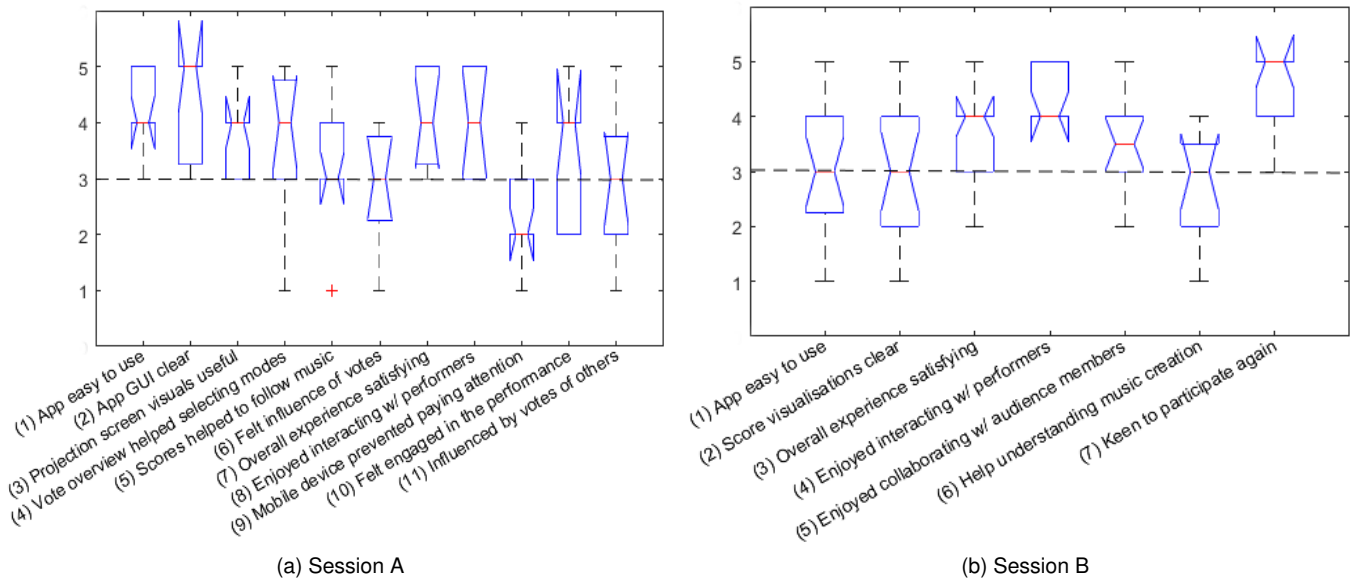 5
4
3
2
1
(1) App easy to use
(2) App GUI clear
(3) Projection screen visuals useful
(4) Vote overview helped selecting modes
(5) Scores helped to follow music
(6) Felt influence of votes
(7) Overall experience satisfying
(8) Enjoyed interacting w/ performers
(9) Mobile device prevented paying attention
(10) Felt engaged in the performance
(11) Influenced by votes of others
(a) Session A
5
4
3
2
1
(1) App easy to use
(2) Score visualisations clear
(3) Overall experience satisfying
(4) Enjoyed interacting w/ performers
(5) Enjoyed collaborating w/ audience members
(6) Help understanding music creation
(7) Keen to participate again
(b) Session B